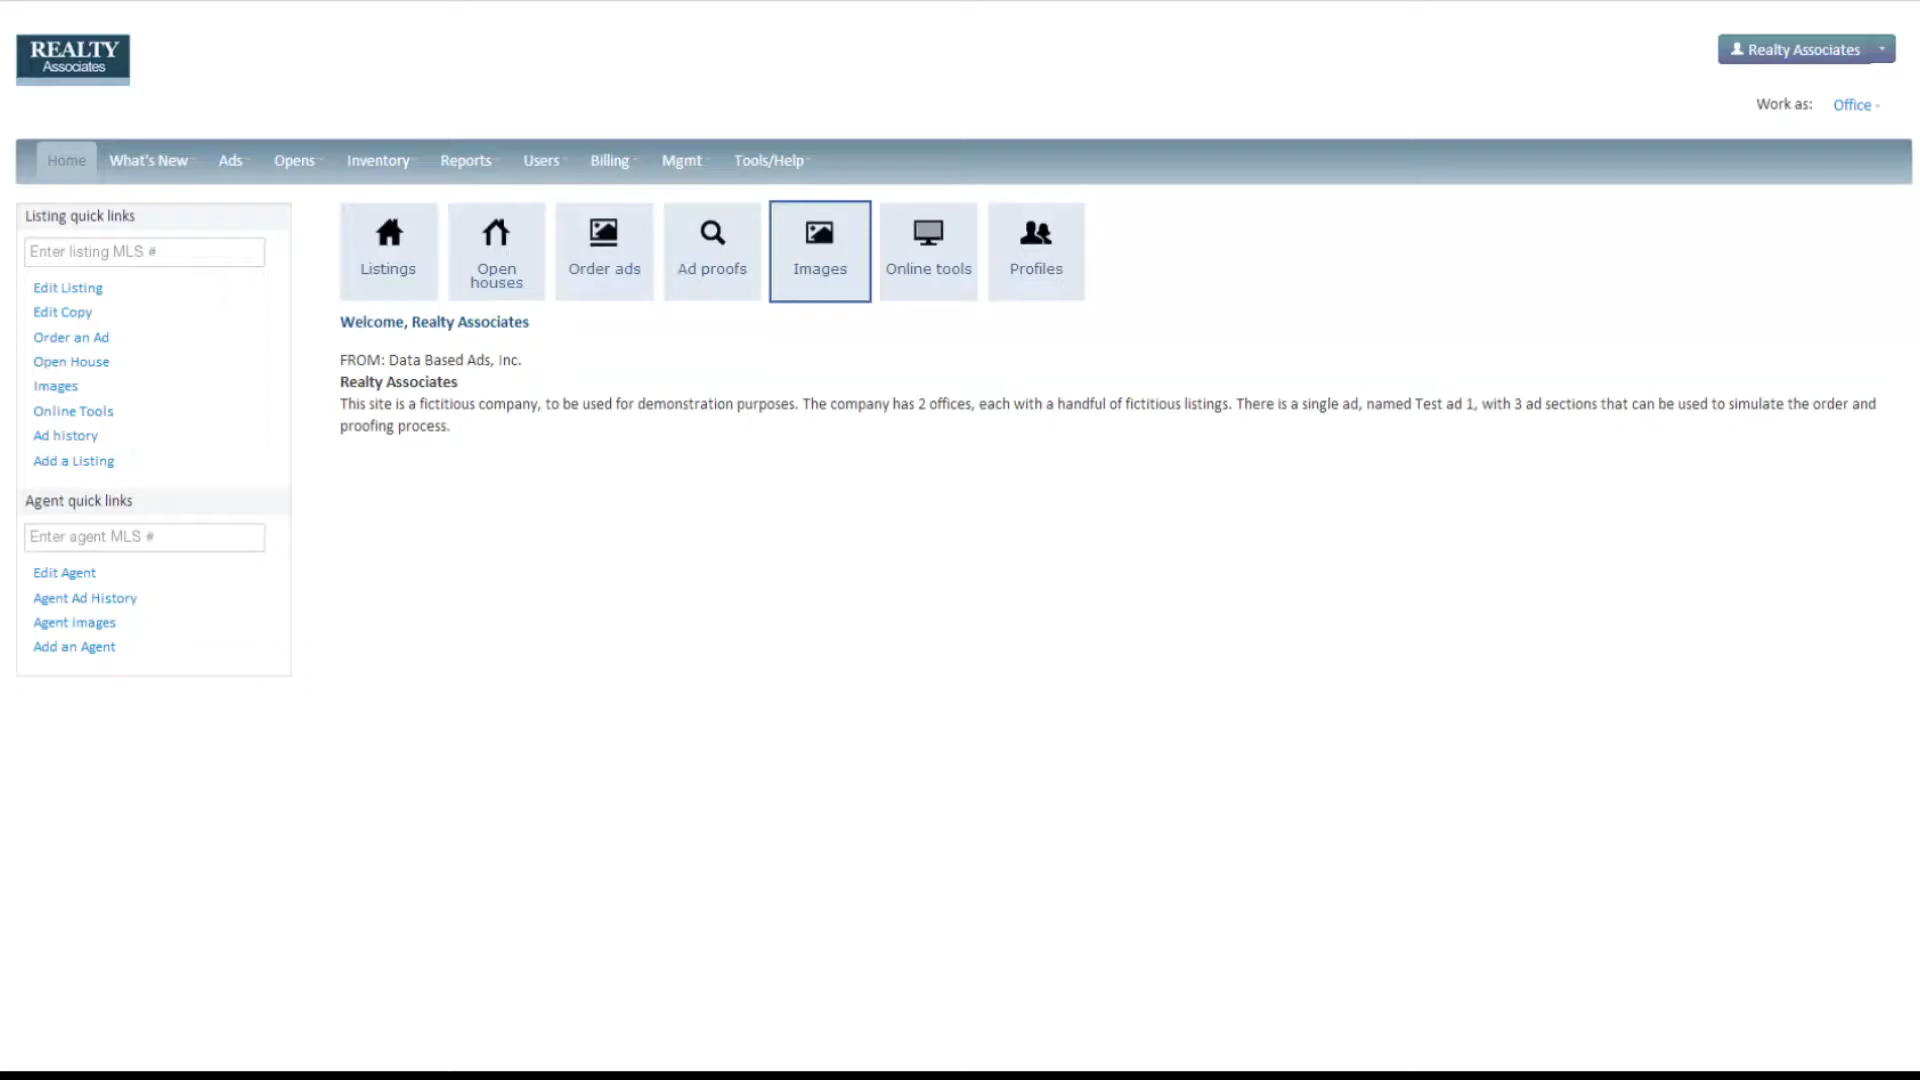 REALTY
Associates
Realty Associates
Work as: Office
Home What's New Ads Opens Inventory Reports Users Billing Mgmt Tools/Help
Listing quick links
Enter listing MLS #
Edit Listing
Edit Copy
Order an Ad
Open House
Images
Online Tools
Ad history
Add a Listing
Agent quick links
Enter agent MLS #
Edit Agent
Agent Ad History
Agent images
Add an Agent
Listings
Open
houses
Order ads
Ad proofs
Images
Online tools
Profiles
Welcome, Realty Associates
FROM: Data Based Ads, Inc.
Realty Associates
This site is a fictitious company, to be used for demonstration purposes. The company has 2 offices, each with a handful of fictitious listings. There is a single ad, named Test ad 1, with 3 ad sections that can be used to simulate the order and
proofing process.